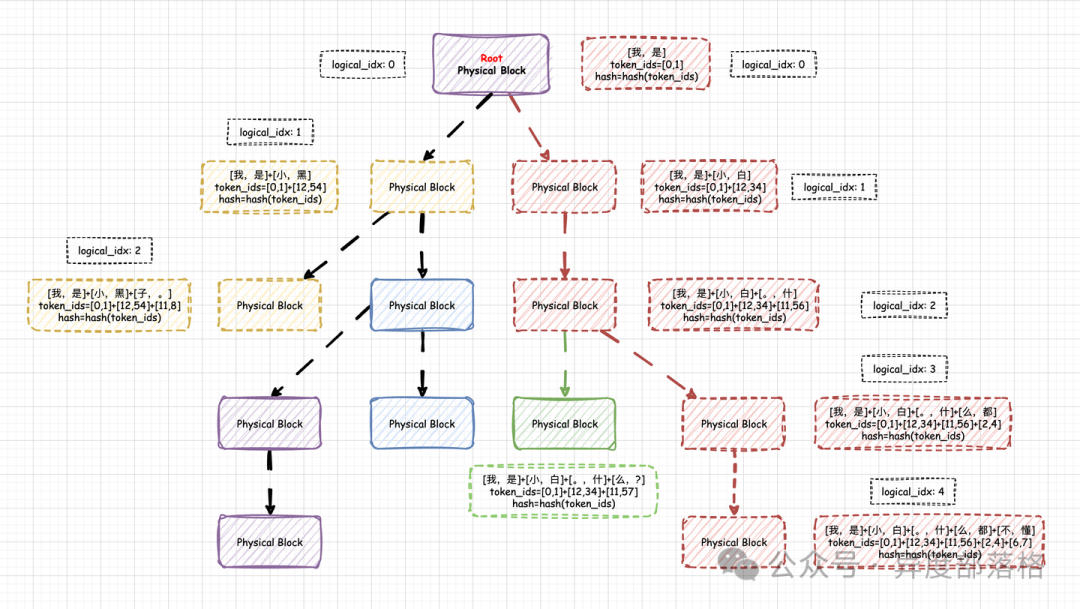 logical_idx: 0
Root
Physical Block
[我，是]
token_ids=[0,1]
hash=hash(token_ids)
logical_idx: 0
logical_idx: 1
[我，是]+[小，黑]
token_ids=[0,1]+[12,54]
hash=hash(token_ids)
Physical Block
Physical Block
[我，是]+[小，白]
token_ids=[0,1]+[12,34]
hash=hash(token_ids)
logical_idx: 1
logical_idx: 2
[我，是]+[小，黑]+[子，。]
token_ids=[0,1]+[12,54]+[11,8]
hash=hash(token_ids)
Physical Block
Physical Block
Physical Block
[我，是]+[小，白]+[。, 什]
token_ids=[0,1]+[12,34]+[11,56]
hash=hash(token_ids)
logical_idx: 2
logical_idx: 3
Physical Block
Physical Block
Physical Block
Physical Block
[我，是]+[小，白]+[。, 什]+[么，都]
token_ids=[0,1]+[12,34]+[11,56]+[2,4]
hash=hash(token_ids)
[我，是]+[小，白]+[。, 什]+[么，?]
token_ids=[0,1]+[12,34]+[11,57]
hash=hash(token_ids)
logical_idx: 4
Physical Block
Physical Block
[我，是]+[小，白]+[。, 什]+[么，都]+[不，懂]
token_ids=[0,1]+[12,34]+[11,56]+[2,4]+[6,7]
hash=hash(token_ids)
公众号·异度部落格